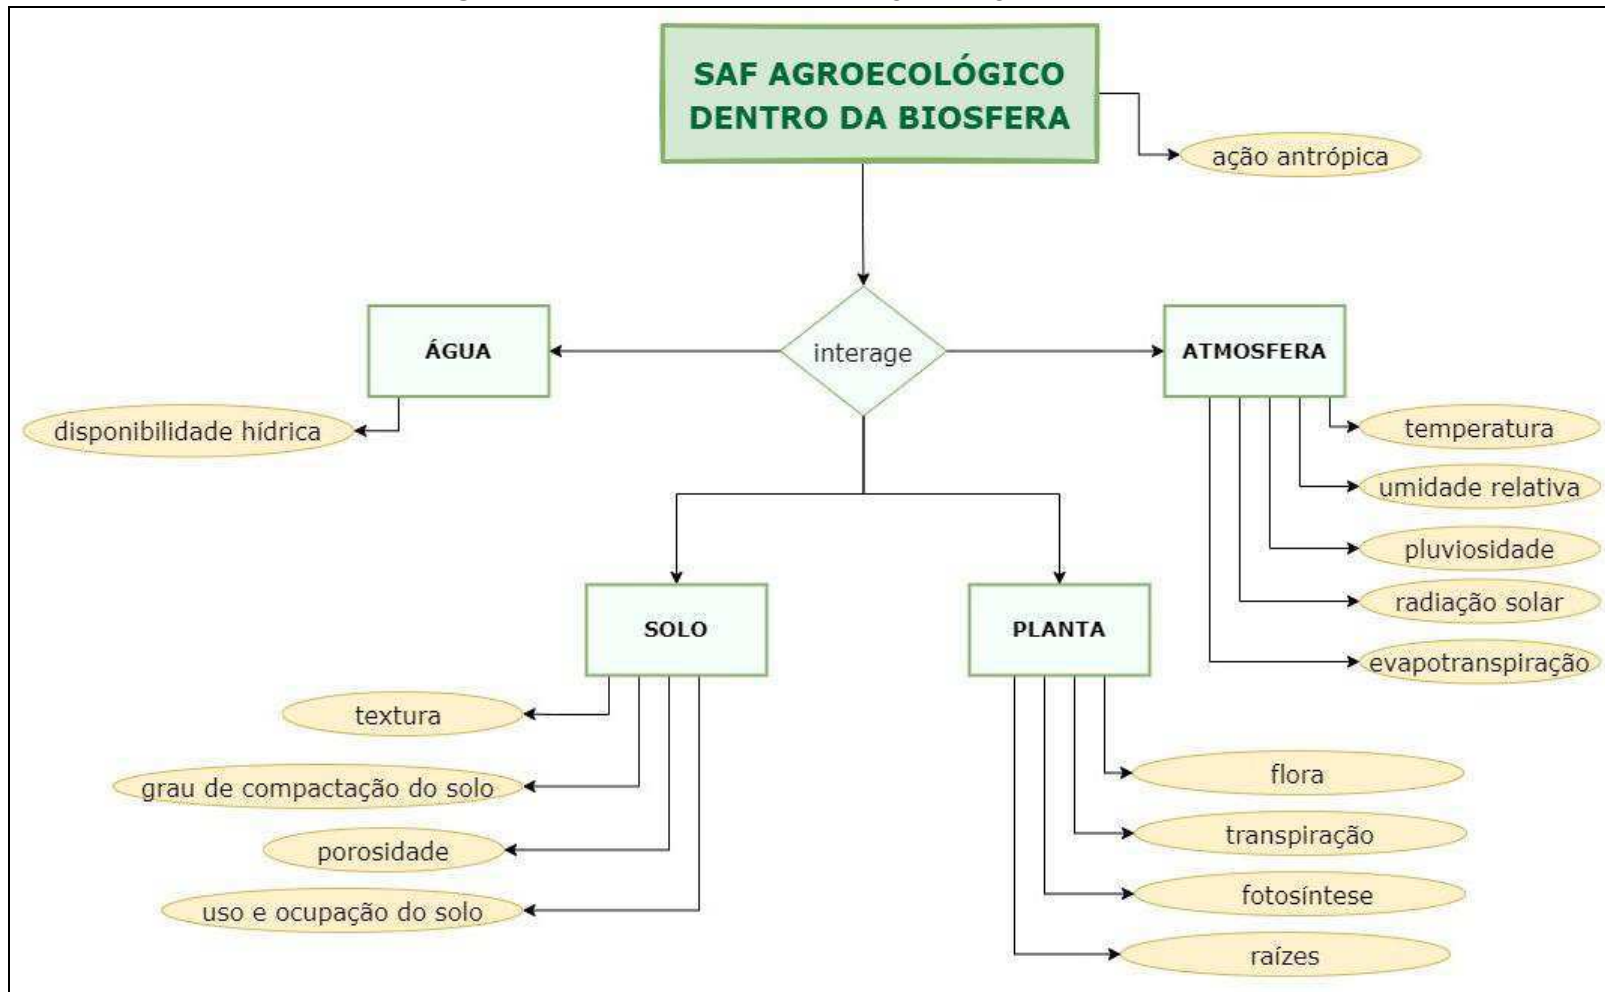 SAF AGROECOLÓGICO
DENTRO DA BIOSFERA
ação antrópica
interage
ÁGUA
disponibilidade hídrica
ATMOSFERA
temperatura
umidade relativa
pluviosidade
radiação solar
evapotranspiração
SOLO
textura
grau de compactação do solo
porosidade
uso e ocupação do solo
PLANTA
flora
transpiração
fotosíntese
raízes